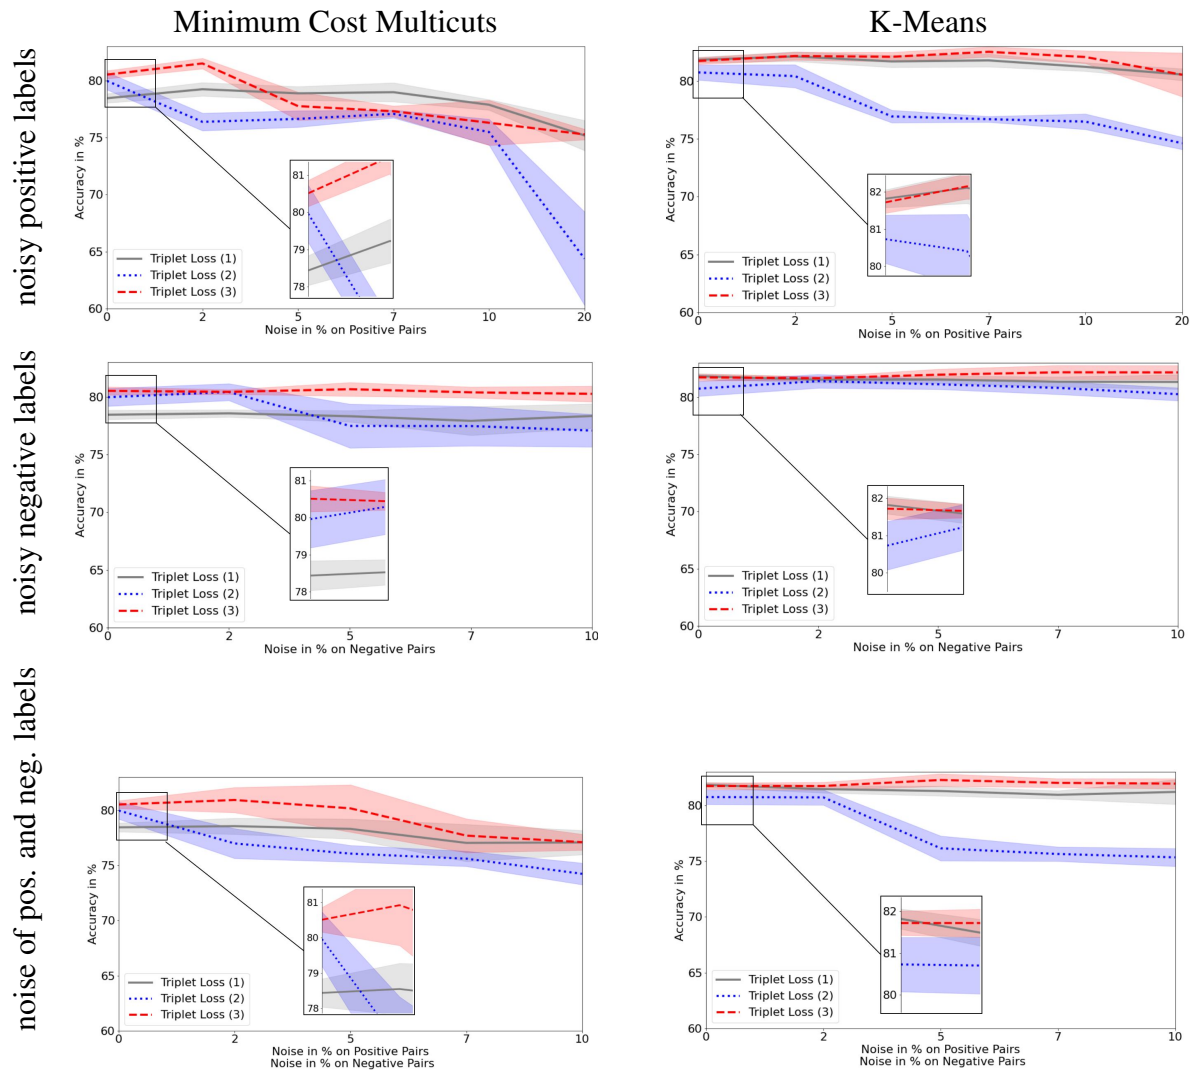 Minimum Cost Multicuts
K-Means
noisy positive labels
80
75
70
65
60
Accuracy in %
81
80
79
78
Triplet Loss (1)
Triplet Loss (2)
Triplet Loss (3)
0 2 5 7 10 20
Noise in % on Positive Pairs
80
75
70
65
60
Accuracy in %
82
81
80
Triplet Loss (1)
Triplet Loss (2)
Triplet Loss (3)
0 2 5 7 10 20
Noise in % on Positive Pairs
noisy negative labels
80
75
70
65
60
Accuracy in %
81
80
79
78
Triplet Loss (1)
Triplet Loss (2)
Triplet Loss (3)
0 2 5 7 10
Noise in % on Negative Pairs
80
75
70
65
60
Accuracy in %
82
81
80
Triplet Loss (1)
Triplet Loss (2)
Triplet Loss (3)
0 2 5 7 10
Noise in % on Negative Pairs
noise of pos. and neg. labels
80
75
70
65
60
Accuracy in %
81
80
79
78
Triplet Loss (1)
Triplet Loss (2)
Triplet Loss (3)
0 2 5 7 10
Noise in % on Positive Pairs
Noise in % on Negative Pairs
80
75
70
65
60
Accuracy in %
82
81
80
Triplet Loss (1)
Triplet Loss (2)
Triplet Loss (3)
0 2 5 7 10
Noise in % on Positive Pairs
Noise in % on Negative Pairs